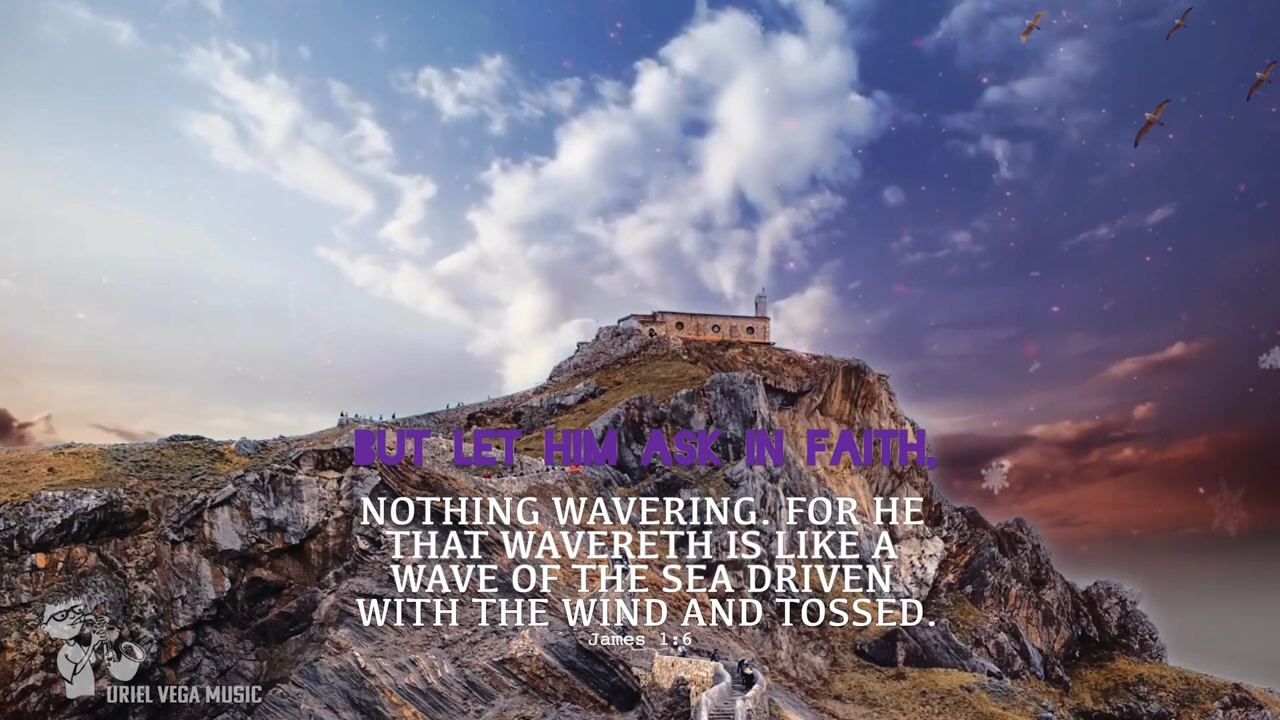 BUT LET HIM ASK IN FAITH,
NOTHING WAVERING. FOR HE
THAT WAVERETH IS LIKE A
WAVE OF THE SEA DRIVEN
WITH THE WIND AND TOSSED.
James 1:6
URIEL VEGA MUSIC